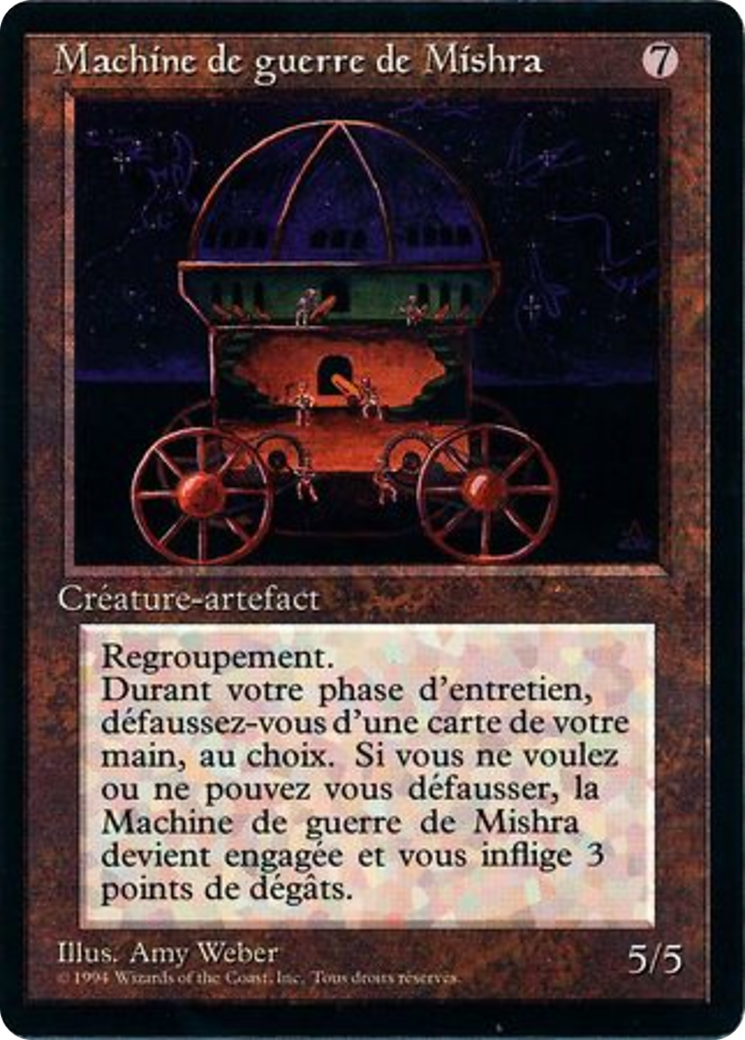 Machine de guerre de Mishra
7
Créature-artefact
Regroupement.
Durant votre phase d'entretien,
défaussez-vous d'une carte de votre
main, au choix. Si vous ne voulez
ou ne pouvez vous défausser, la
Machine de guerre de Mishra
devient engagée et vous inflige 3
points de dégâts.
Illus. Amy Weber
5/5
© 1994 Wizards of the Coast, Inc. Tous droits réservés.